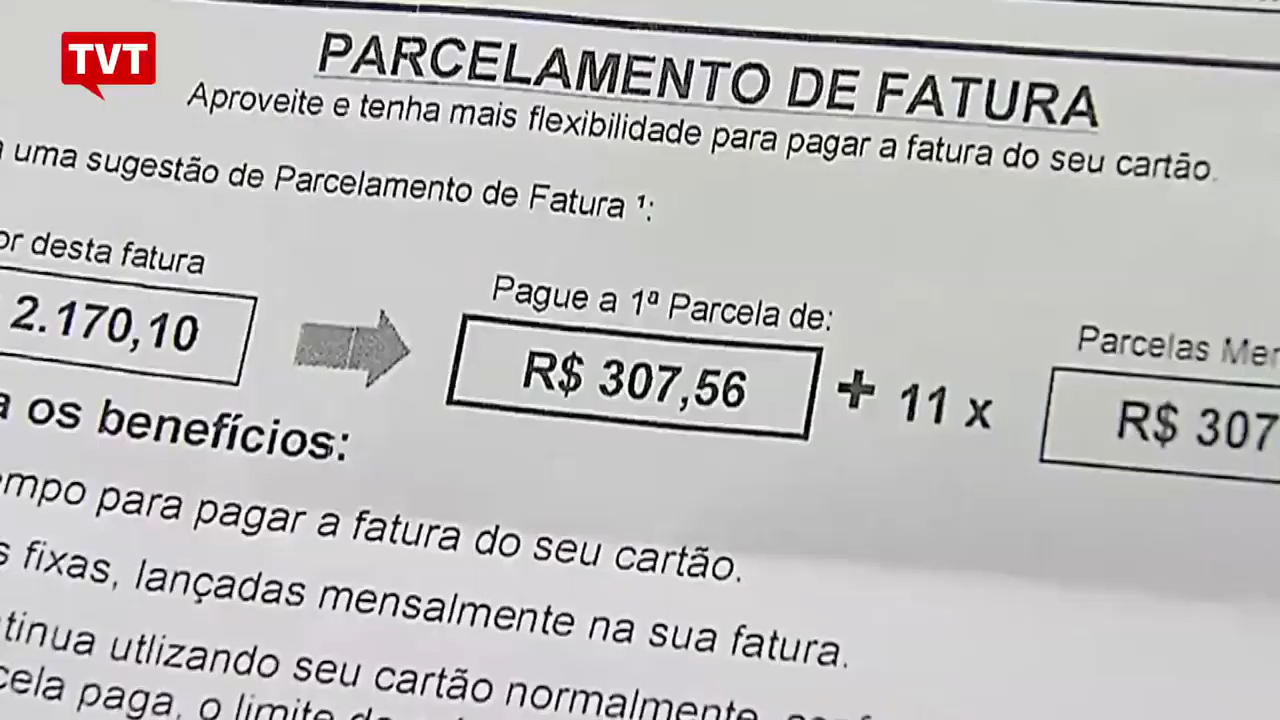 TVT
PARCELAMENTO DE FATURA
Aproveite e tenha mais flexibilidade para pagar a fatura do seu cartão.
uma sugestão de Parcelamento de Fatura ¹:
or desta fatura
2.170,10
Pague a 1ª Parcela de:
R$ 307,56
+ 11 x
Parcelas Men
R$ 307
a os benefícios:
empo para pagar a fatura do seu cartão.
s fixas, lançadas mensalmente na sua fatura.
tinua utlizando seu cartão normalmente,
cela paga, o limite